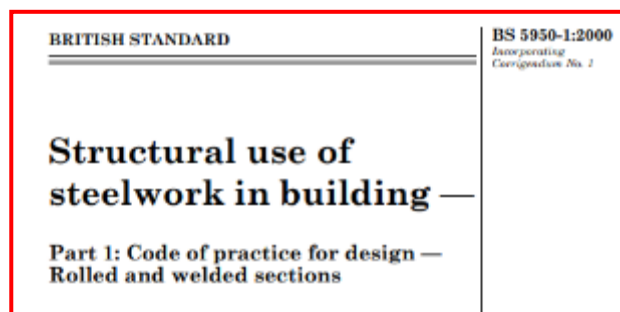 BRITISH STANDARD
BS 5950-1:2000
Incorporating
Corrigendum No. 1
Structural use of
steelwork in building —
Part 1: Code of practice for design —
Rolled and welded sections